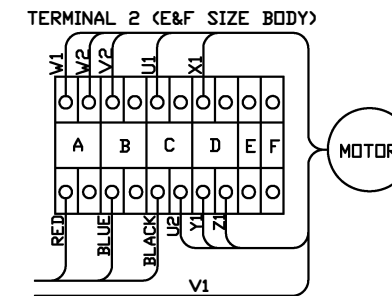 TERMINAL 2 (E&F SIZE BODY)
W1 W2 V2 U1 X1
A B C D E F
MOTOR
RED BLUE BLACK U2 Y1 Z1
V1